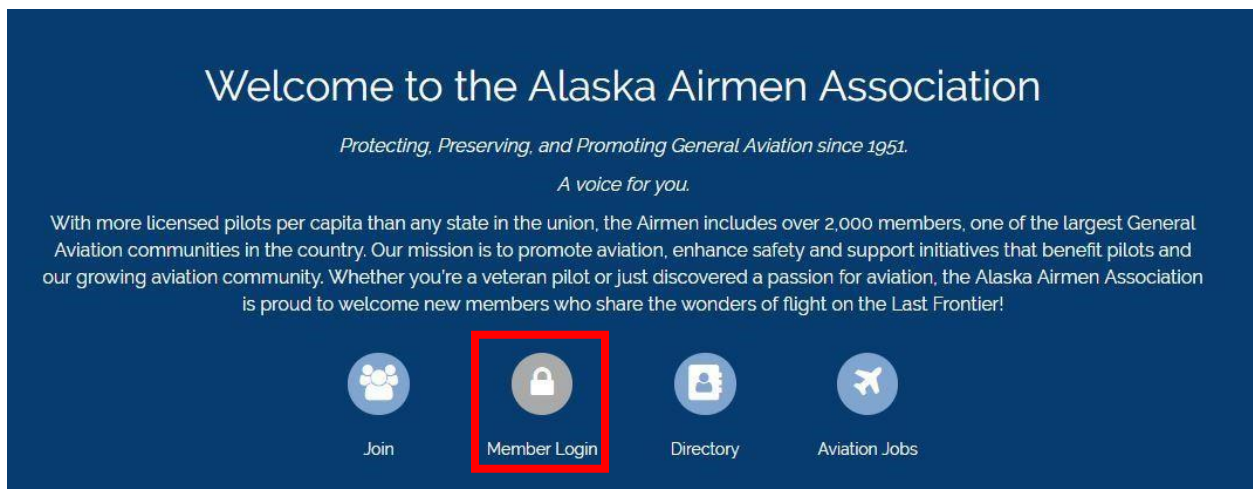 Welcome to the Alaska Airmen Association
Protecting, Preserving, and Promoting General Aviation since 1951.
A voice for you.
With more licensed pilots per capita than any state in the union, the Airmen includes over 2,000 members, one of the largest General
Aviation communities in the country. Our mission is to promote aviation, enhance safety and support initiatives that benefit pilots and
our growing aviation community. Whether you're a veteran pilot or just discovered a passion for aviation, the Alaska Airmen Association
is proud to welcome new members who share the wonders of flight on the Last Frontier!
Join Member Login Directory Aviation Jobs